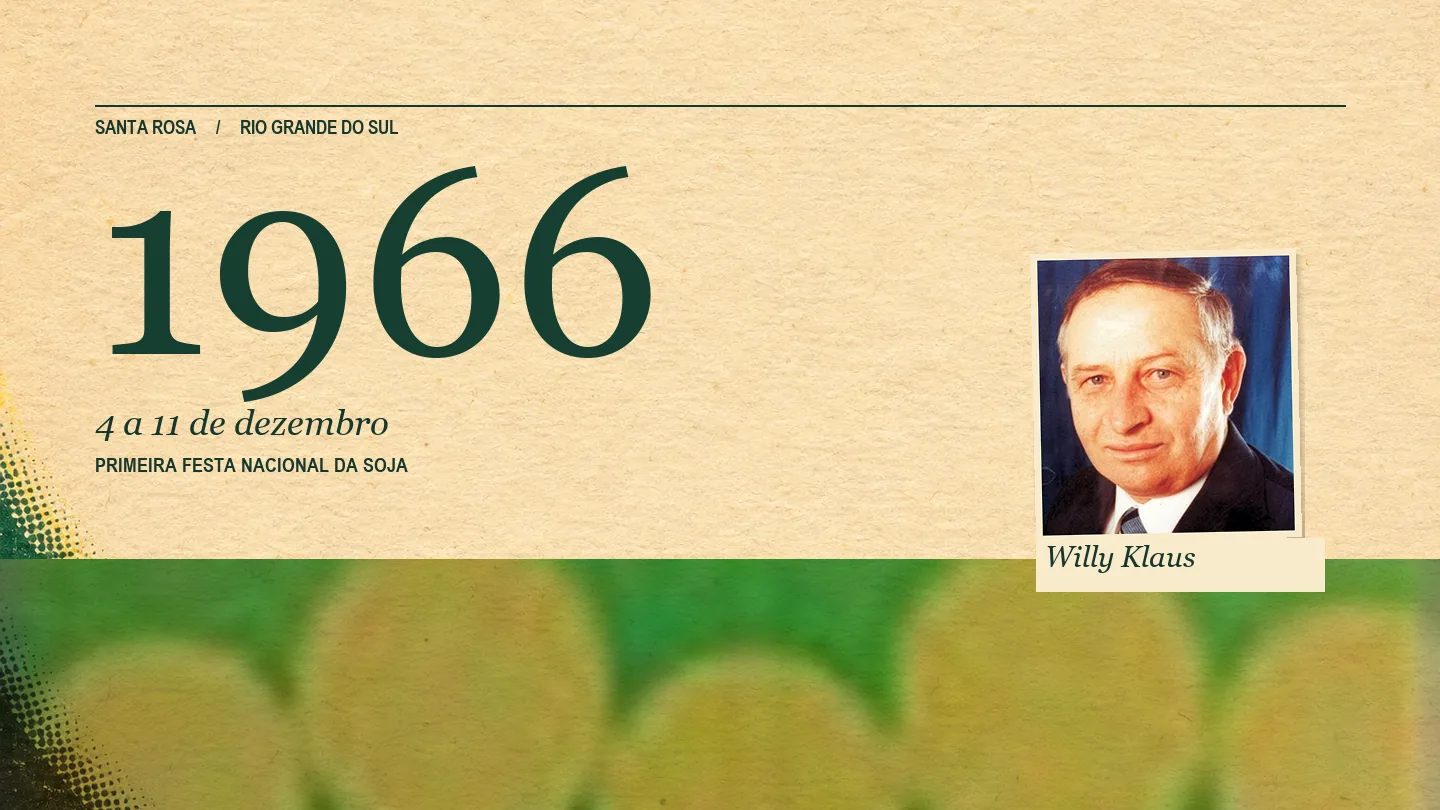 SANTA ROSA / RIO GRANDE DO SUL
1966
4 a 11 de dezembro
PRIMEIRA FESTA NACIONAL DA SOJA
Willy Klaus